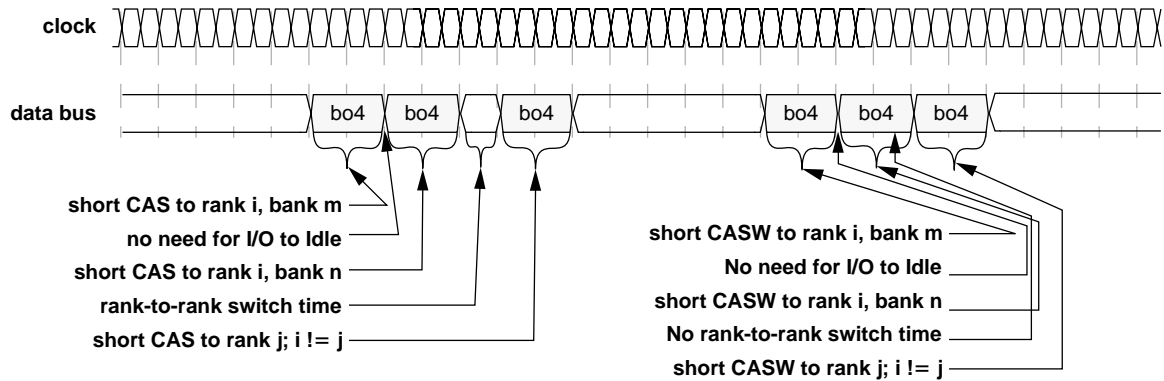 clock
data bus
bo4 bo4 bo4 bo4 bo4 bo4
short CAS to rank i, bank m
no need for I/O to Idle
short CAS to rank i, bank n
rank-to-rank switch time
short CAS to rank j; i != j
short CASW to rank i, bank m
No need for I/O to Idle
short CASW to rank i, bank n
No rank-to-rank switch time
short CASW to rank j; i != j